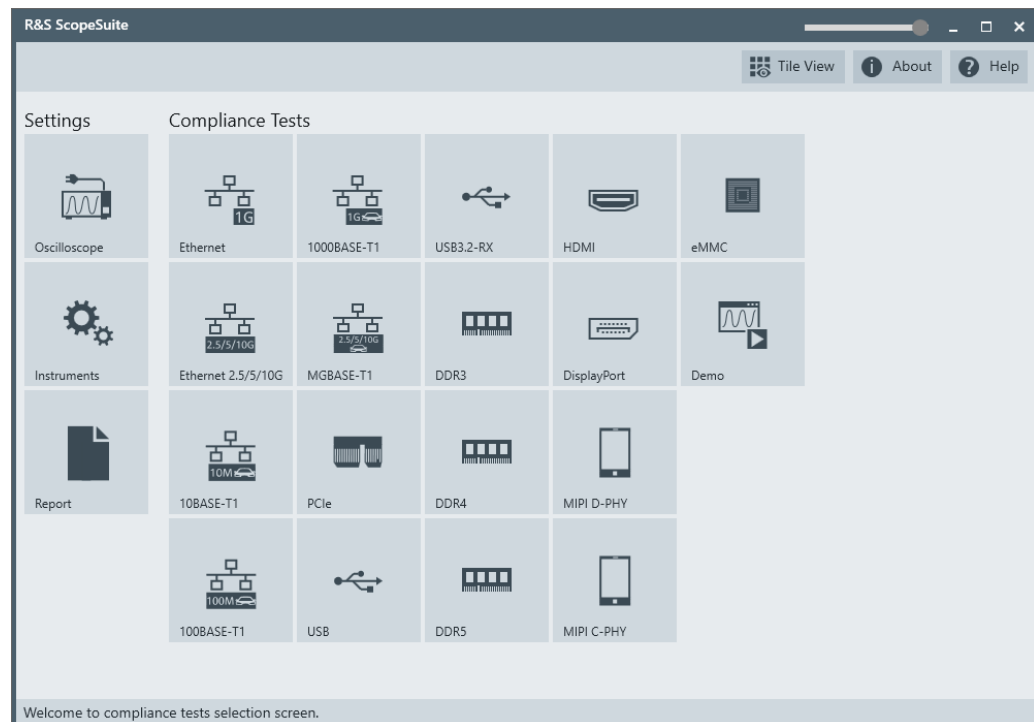 R&S ScopeSuite
Tile View
About
Help
Settings
Compliance Tests
Oscilloscope
1G
Ethernet
1G
1000BASE-T1
USB3.2-RX
HDMI
eMMC
Instruments
2.5/5/10G
Ethernet 2.5/5/10G
2.5/5/10G
MGBASE-T1
DDR3
DisplayPort
Demo
Report
10M
10BASE-T1
PCIe
DDR4
MIPI D-PHY
100M
100BASE-T1
USB
DDR5
MIPI C-PHY
Welcome to compliance tests selection screen.